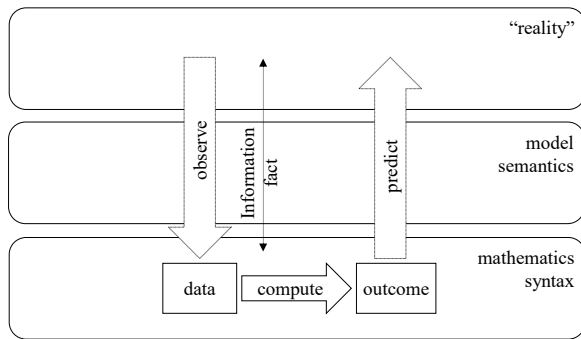 “reality”
observe
Information
fact
predict
model
semantics
mathematics
syntax
data
compute
outcome